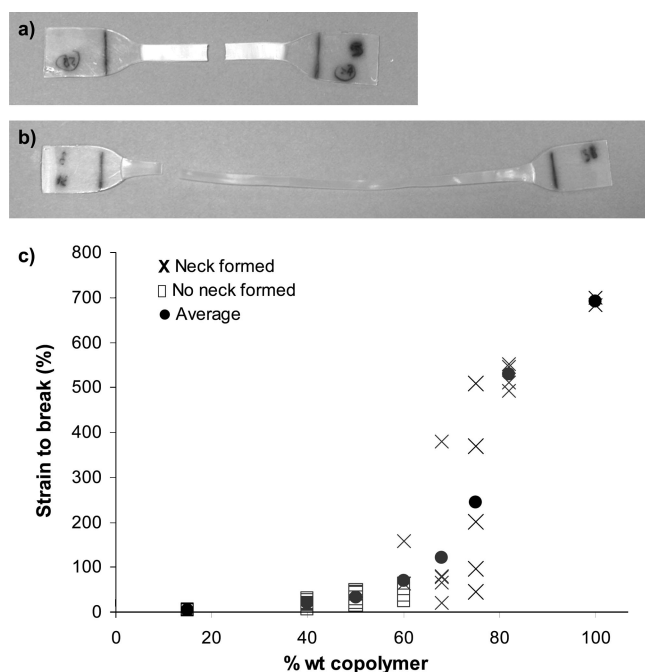 a)
b)
c)
X Neck formed
□ No neck formed
● Average
Strain to break (%)
800
700
600
500
400
300
200
100
0
0 20 40 60 80 100
% wt copolymer